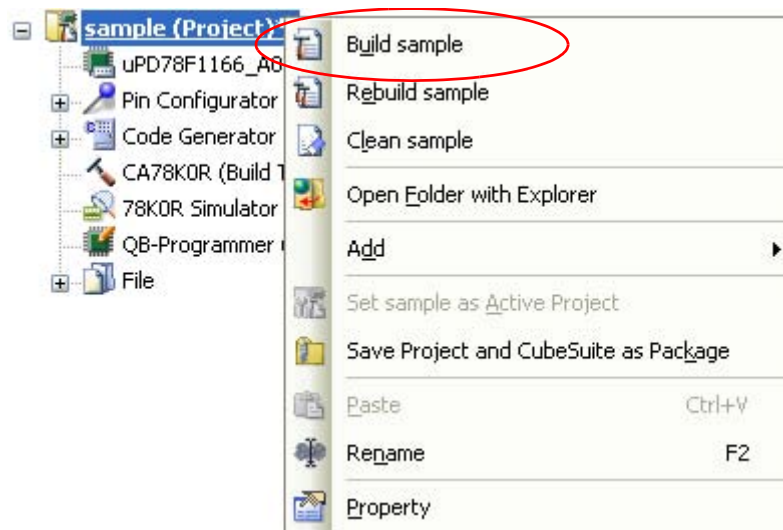 sample (Project)*
uPD78F1166_A0
Pin Configurator
Code Generator
CA78K0R (Build T
78K0R Simulator
QB-Programmer
File
Build sample
Rebuild sample
Clean sample
Open Folder with Explorer
Add
Set sample as Active Project
Save Project and CubeSuite as Package
Paste Ctrl+V
Rename F2
Property